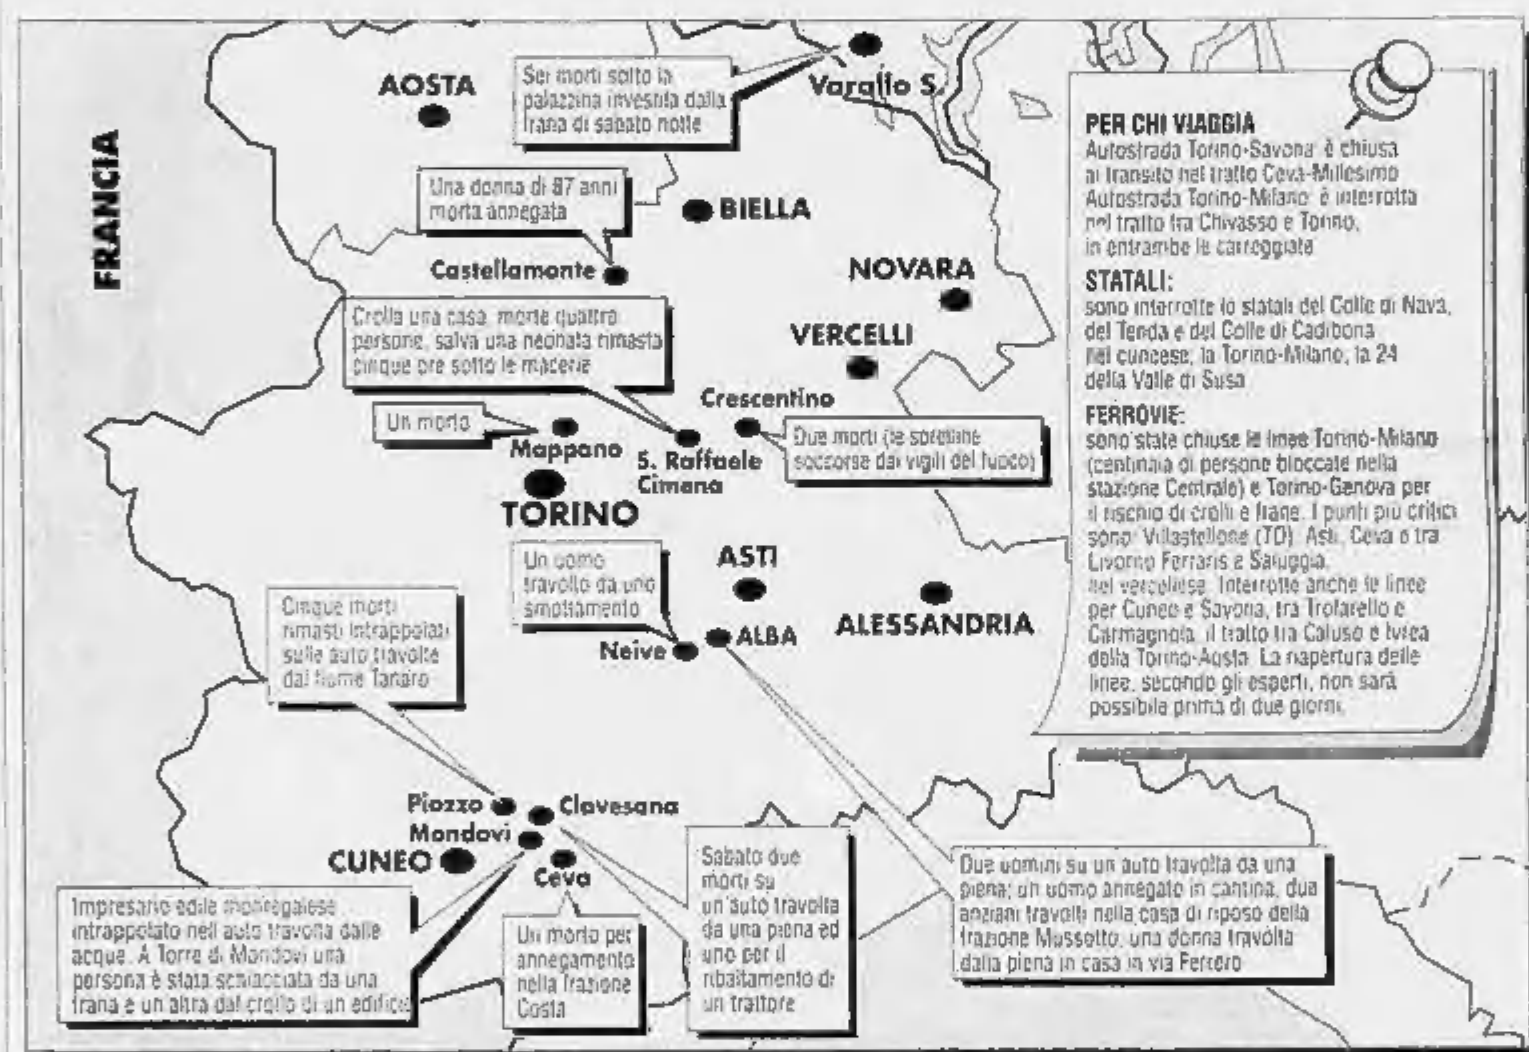 FRANCIA
AOSTA
Sei morti sotto la
palazzina investita dalla
frana di sabato notte
Varallo S.
Una donna di 87 anni
morta annegata
BIELLA
Castellamonte
NOVARA
Crolla una casa, morte quattro
persone, salva una neonata rimasta
cinque ore sotto le macerie
VERCELLI
Crescentino
Un morto
Mappano
S. Raffaele
Cimana
Due morti (le sorelline
soccorse dai vigili del fuoco)
TORINO
Un uomo
travolto da uno
smottamento
ASTI
ALESSANDRIA
Neive
ALBA
Cinque morti
rimasti intrappolati
sulle auto travolte
dal fiume Tanaro
Piozzo
Clavesana
Mondovì
CUNEO
Ceva
Impresario edile monregalese
intrappolato nell'auto travolta dalle
acque. A Torre di Mondovì una
persona è stata schiacciata da una
frana e un altra dal crollo di un edificio
Un morto per
annegamento
nella frazione
Costa
Sabato due
morti su
un'auto travolta
da una piena ed
uno per il
ribaltamento di
un trattore
Due uomini su un auto travolta da una
piena; un uomo annegato in cantina, due
anziani travolti nella casa di riposo della
frazione Mussotto, una donna travolta
dalla piena in casa in via Ferrero
PER CHI VIAGGIA
Autostrada Torino-Savona: è chiusa
al transito nel tratto Ceva-Millesimo
Autostrada Torino-Milano: è interrotta
nel tratto tra Chivasso e Torino,
in entrambe le carreggiate
STATALI:
sono interrotte le statali del Colle di Nava,
del Tenda e del Colle di Cadibona
nel cuneese, la Torino-Milano, la 24
della Valle di Susa
FERROVIE:
sono state chiuse le linee Torino-Milano
(centinaia di persone bloccate nella
stazione Centrale) e Torino-Genova per
il rischio di crolli e frane. I punti più critici
sono: Villastellone (TO), Asti, Ceva e tra
Livorno Ferraris e Saluggia,
nel vercellese. Interrotte anche le linee
per Cuneo e Savona, tra Trofarello e
Carmagnola, il tratto tra Caluso e Ivrea
della Torino-Aosta. La riapertura delle
linee, secondo gli esperti, non sarà
possibile prima di due giorni.